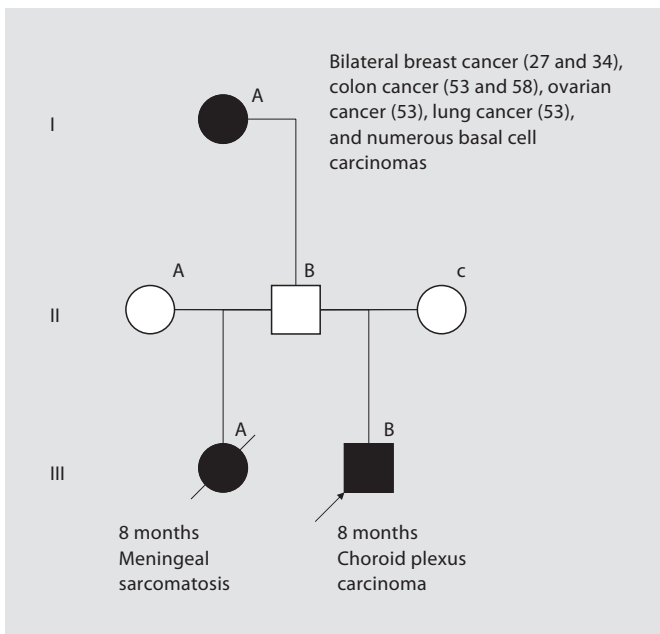 Bilateral breast cancer (27 and 34),
colon cancer (53 and 58), ovarian
cancer (53), lung cancer (53),
and numerous basal cell
carcinomas
A
I
A
B
c
II
A
B
III
8 months
Meningeal
sarcomatosis
8 months
Choroid plexus
carcinoma